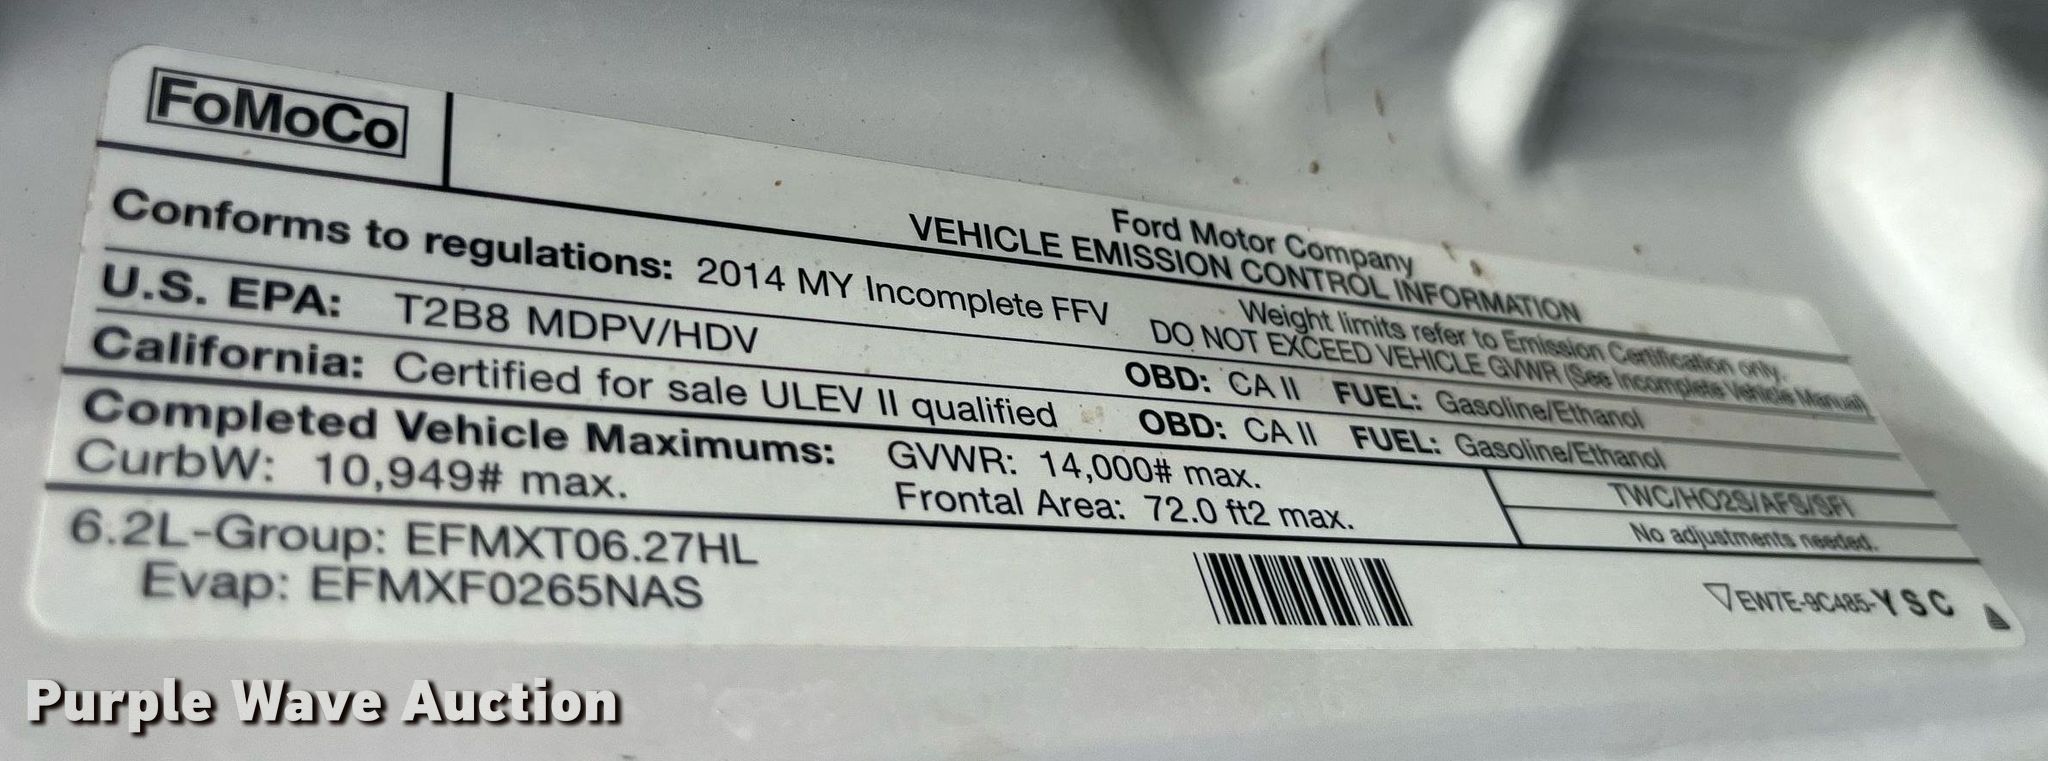 FoMoCo
Ford Motor Company
VEHICLE EMISSION CONTROL INFORMATION
Conforms to regulations: 2014 MY Incomplete FFV
Weight limits refer to Emission Certification only.
DO NOT EXCEED VEHICLE GVWR (See Incomplete Vehicle Manual)
U.S. EPA: T2B8 MDPV/HDV OBD: CA II FUEL: Gasoline/Ethanol
California: Certified for sale ULEV II qualified OBD: CA II FUEL: Gasoline/Ethanol
Completed Vehicle Maximums: GVWR: 14,000# max.
CurbW: 10,949# max. Frontal Area: 72.0 ft2 max.
TWC/HO2S/AFS/SFI
No adjustments needed.
6.2L-Group: EFMXT06.27HL
Evap: EFMXF0265NAS
EW7E-9C485-YSC
Purple Wave Auction